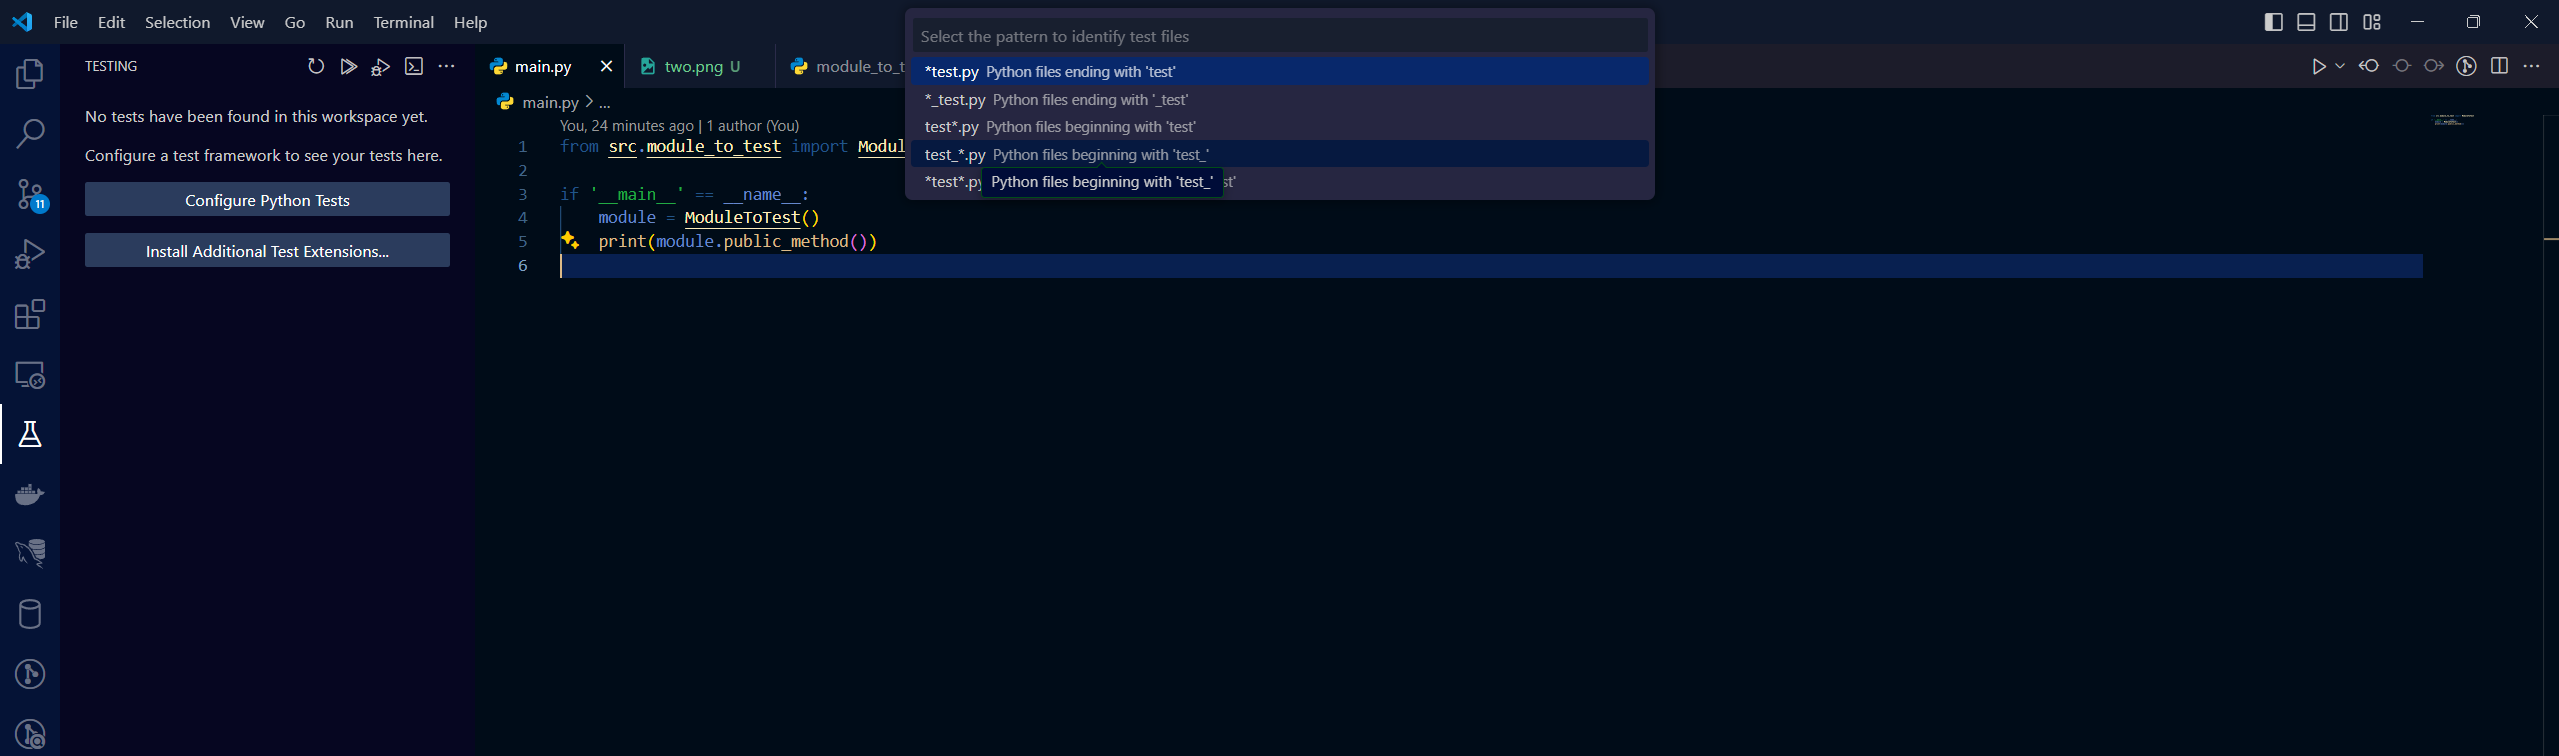 File Edit Selection View Go Run Terminal Help
Select the pattern to identify test files
*test.py Python files ending with 'test'
*_test.py Python files ending with '_test'
test*.py Python files beginning with 'test'
test_*.py Python files beginning with 'test_'
*test*.py st'
Python files beginning with 'test_'
TESTING
No tests have been found in this workspace yet.
Configure a test framework to see your tests here.
Configure Python Tests
Install Additional Test Extensions...
11
main.py
two.png U
module_to_t
main.py > ...
You, 24 minutes ago | 1 author (You)
1 from src.module_to_test import Modul
2
3 if '__main__' == __name__:
4 module = ModuleToTest()
5 print(module.public_method())
6